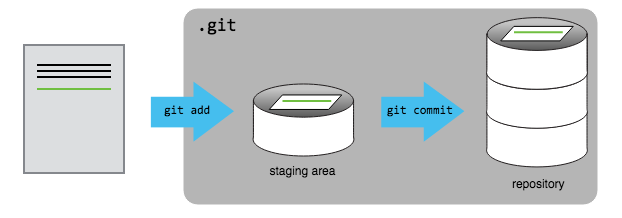 .git
git add
git commit
staging area
repository